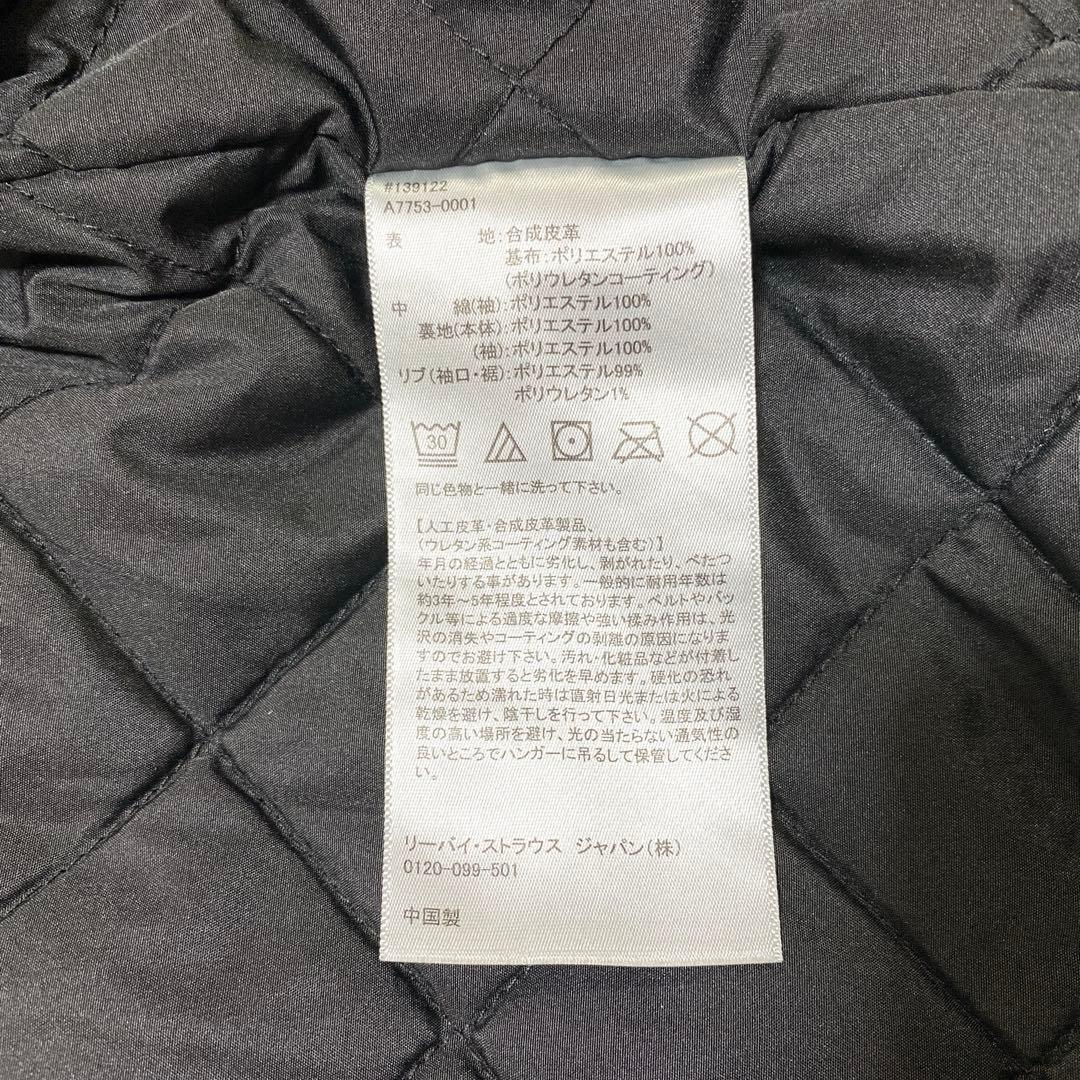 #139122
A7753-0001
表 地:合成皮革
基布:ポリエステル100%
(ポリウレタンコーティング)
中 綿(袖):ポリエステル100%
裏地(本体):ポリエステル100%
(袖):ポリエステル100%
リブ(袖口・裾):ポリエステル99%
ポリウレタン1%
30
同じ色物と一緒に洗って下さい。
【人工皮革・合成皮革製品、
(ウレタン系コーティング素材も含む)】
年月の経過とともに劣化し、剥がれたり、べたつ
いたりする事があります。一般的に耐用年数は
約3年～5年程度とされております。ベルトやバッ
クル等による過度な摩擦や強い揉み作用は、光
沢の消失やコーティングの剥離の原因になりま
すのでお避け下さい。汚れ・化粧品などが付着し
たまま放置すると劣化を早めます。硬化の恐れ
があるため濡れた時は直射日光または火による
乾燥を避け、陰干しを行って下さい。温度及び湿
度の高い場所を避け、光の当たらない通気性の
良いところでハンガーに吊るして保管してくださ
い。
リーバイ・ストラウス ジャパン(株)
0120-099-501
中国製